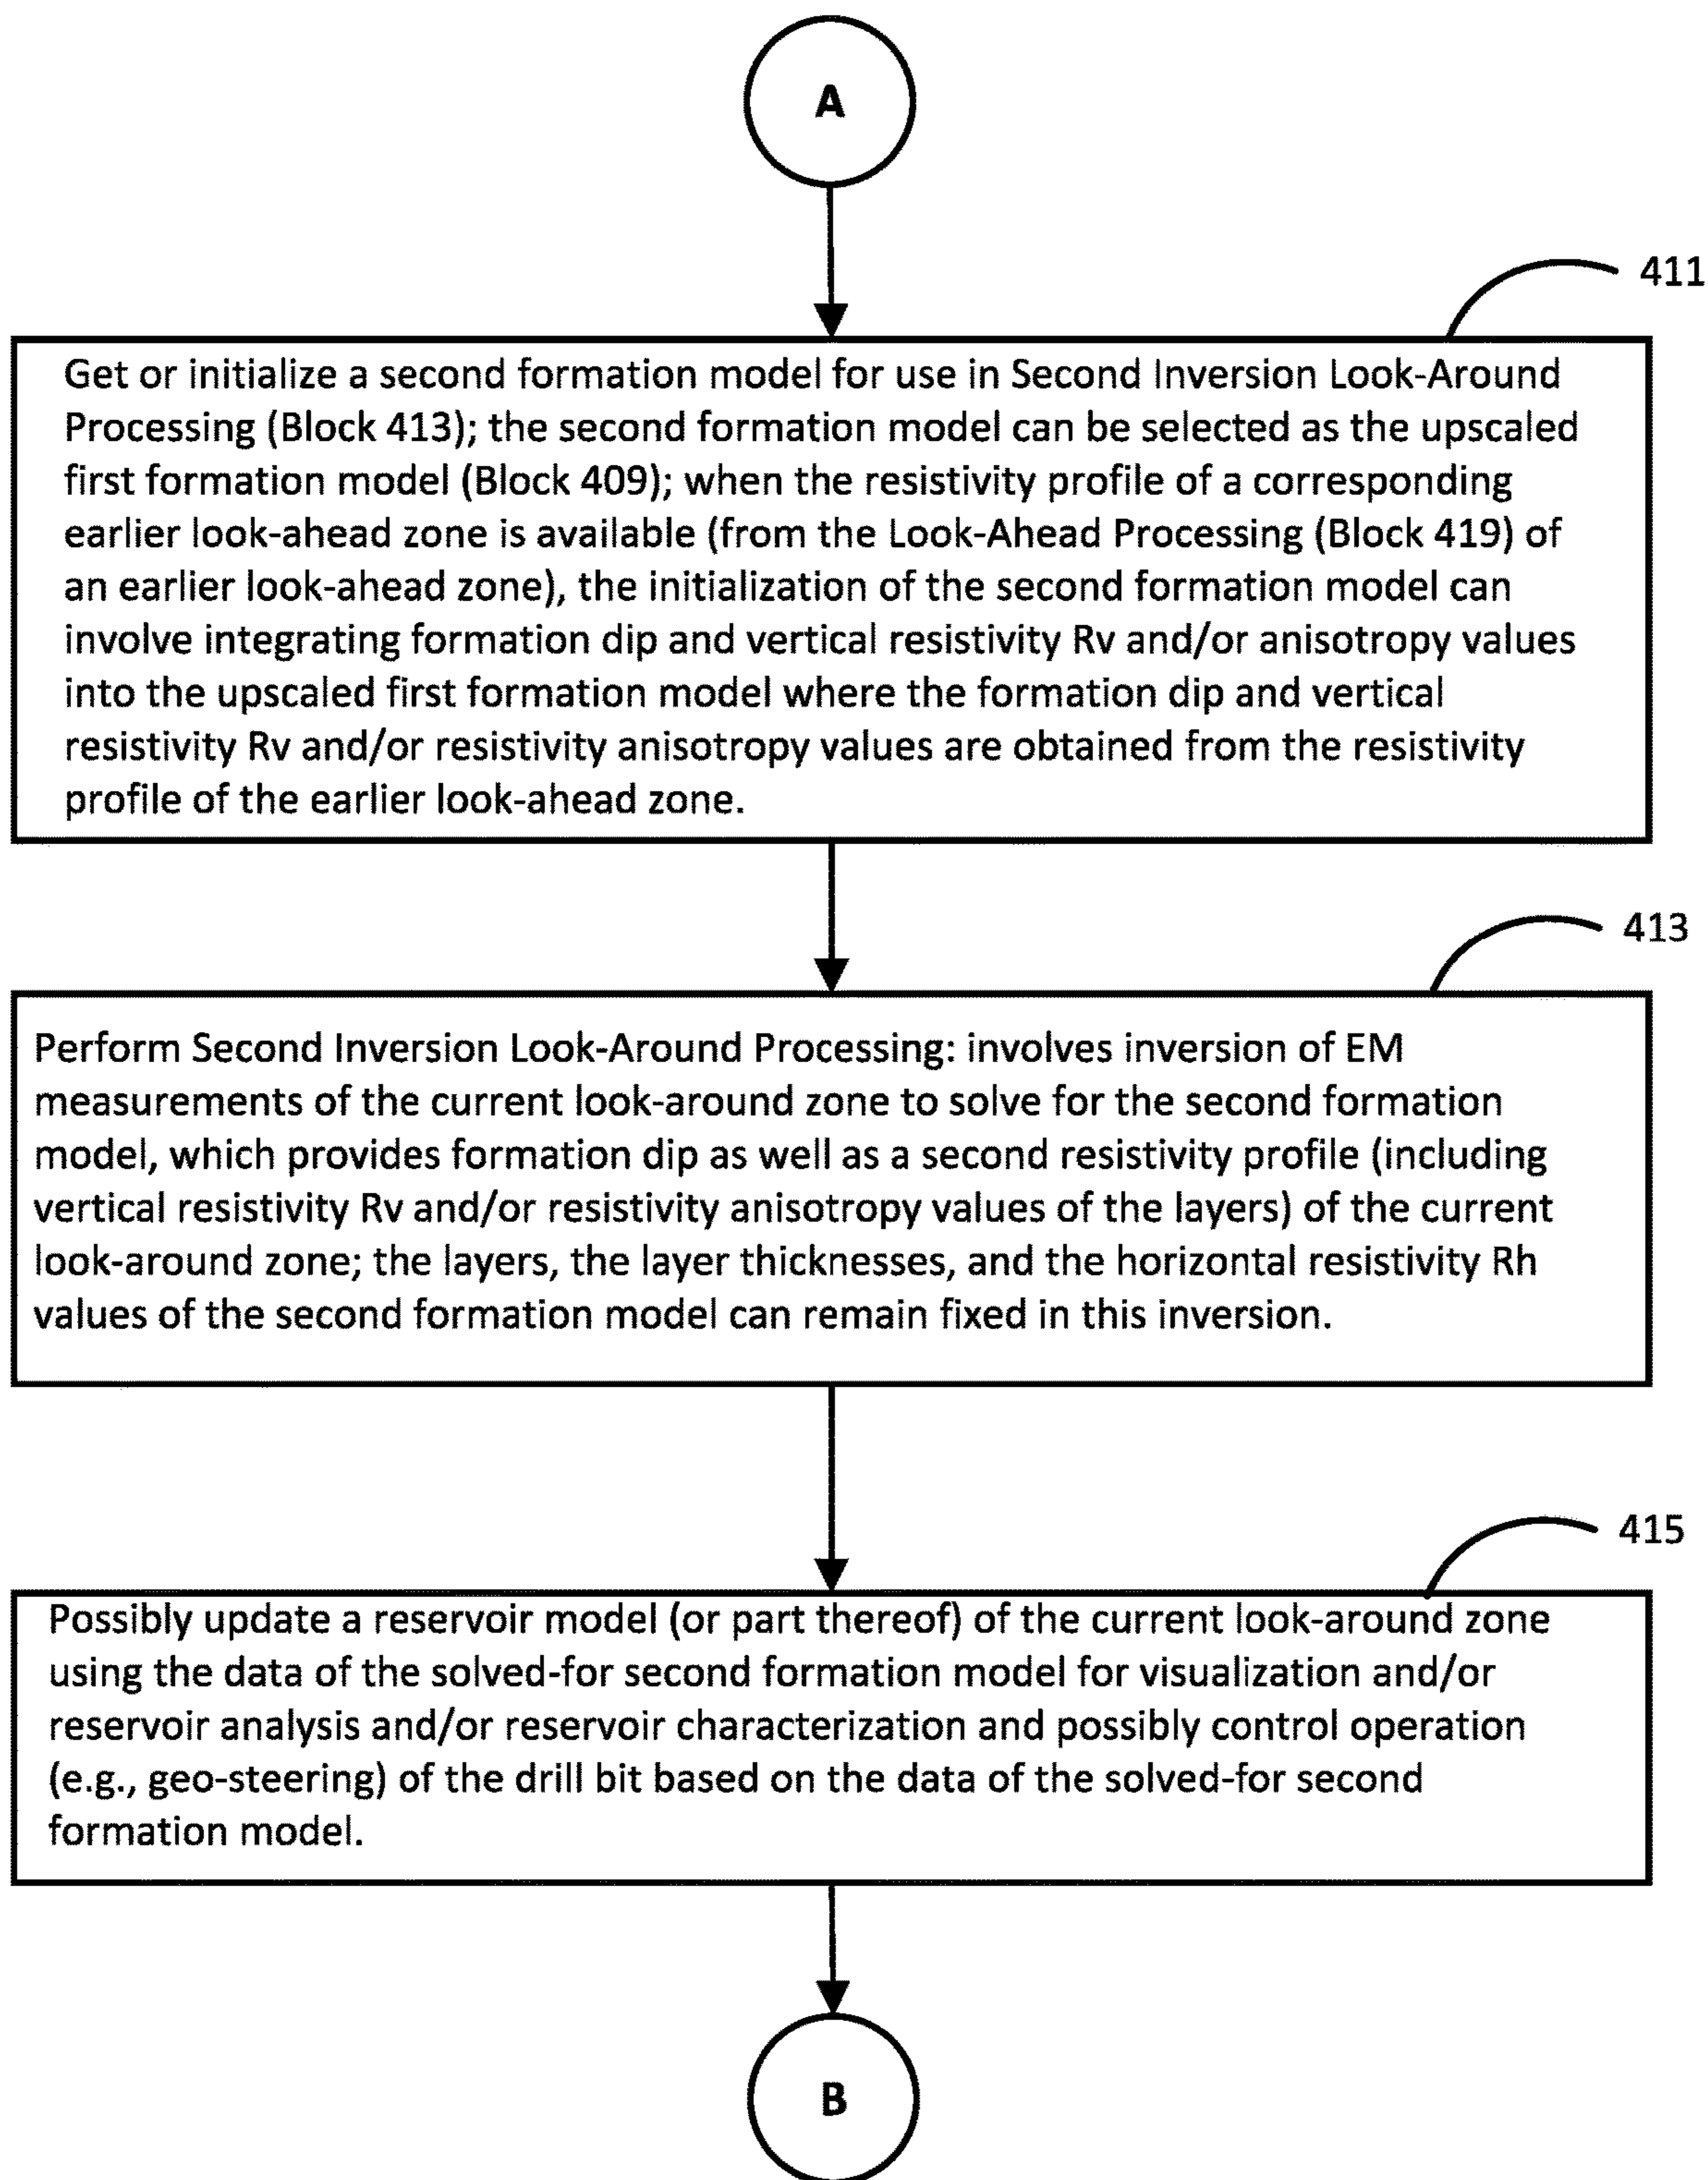 A
411
Get or initialize a second formation model for use in Second Inversion Look-Around
Processing (Block 413); the second formation model can be selected as the upscaled
first formation model (Block 409); when the resistivity profile of a corresponding
earlier look-ahead zone is available (from the Look-Ahead Processing (Block 419) of
an earlier look-ahead zone), the initialization of the second formation model can
involve integrating formation dip and vertical resistivity Rv and/or anisotropy values
into the upscaled first formation model where the formation dip and vertical
resistivity Rv and/or resistivity anisotropy values are obtained from the resistivity
profile of the earlier look-ahead zone.
413
Perform Second Inversion Look-Around Processing: involves inversion of EM
measurements of the current look-around zone to solve for the second formation
model, which provides formation dip as well as a second resistivity profile (including
vertical resistivity Rv and/or resistivity anisotropy values of the layers) of the current
look-around zone; the layers, the layer thicknesses, and the horizontal resistivity Rh
values of the second formation model can remain fixed in this inversion.
415
Possibly update a reservoir model (or part thereof) of the current look-around zone
using the data of the solved-for second formation model for visualization and/or
reservoir analysis and/or reservoir characterization and possibly control operation
(e.g., geo-steering) of the drill bit based on the data of the solved-for second
formation model.
B